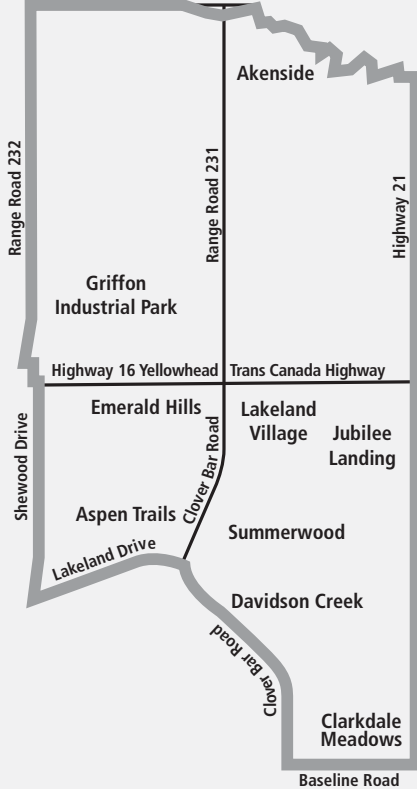 Akenside
Range Road 232
Range Road 231
Highway 21
Griffon
Industrial Park
Highway 16 Yellowhead Trans Canada Highway
Emerald Hills
Lakeland
Village
Jubilee
Landing
Shewood Drive
Clover Bar Road
Aspen Trails
Summerwood
Lakeland Drive
Davidson Creek
Clover Bar Road
Clarkdale
Meadows
Baseline Road